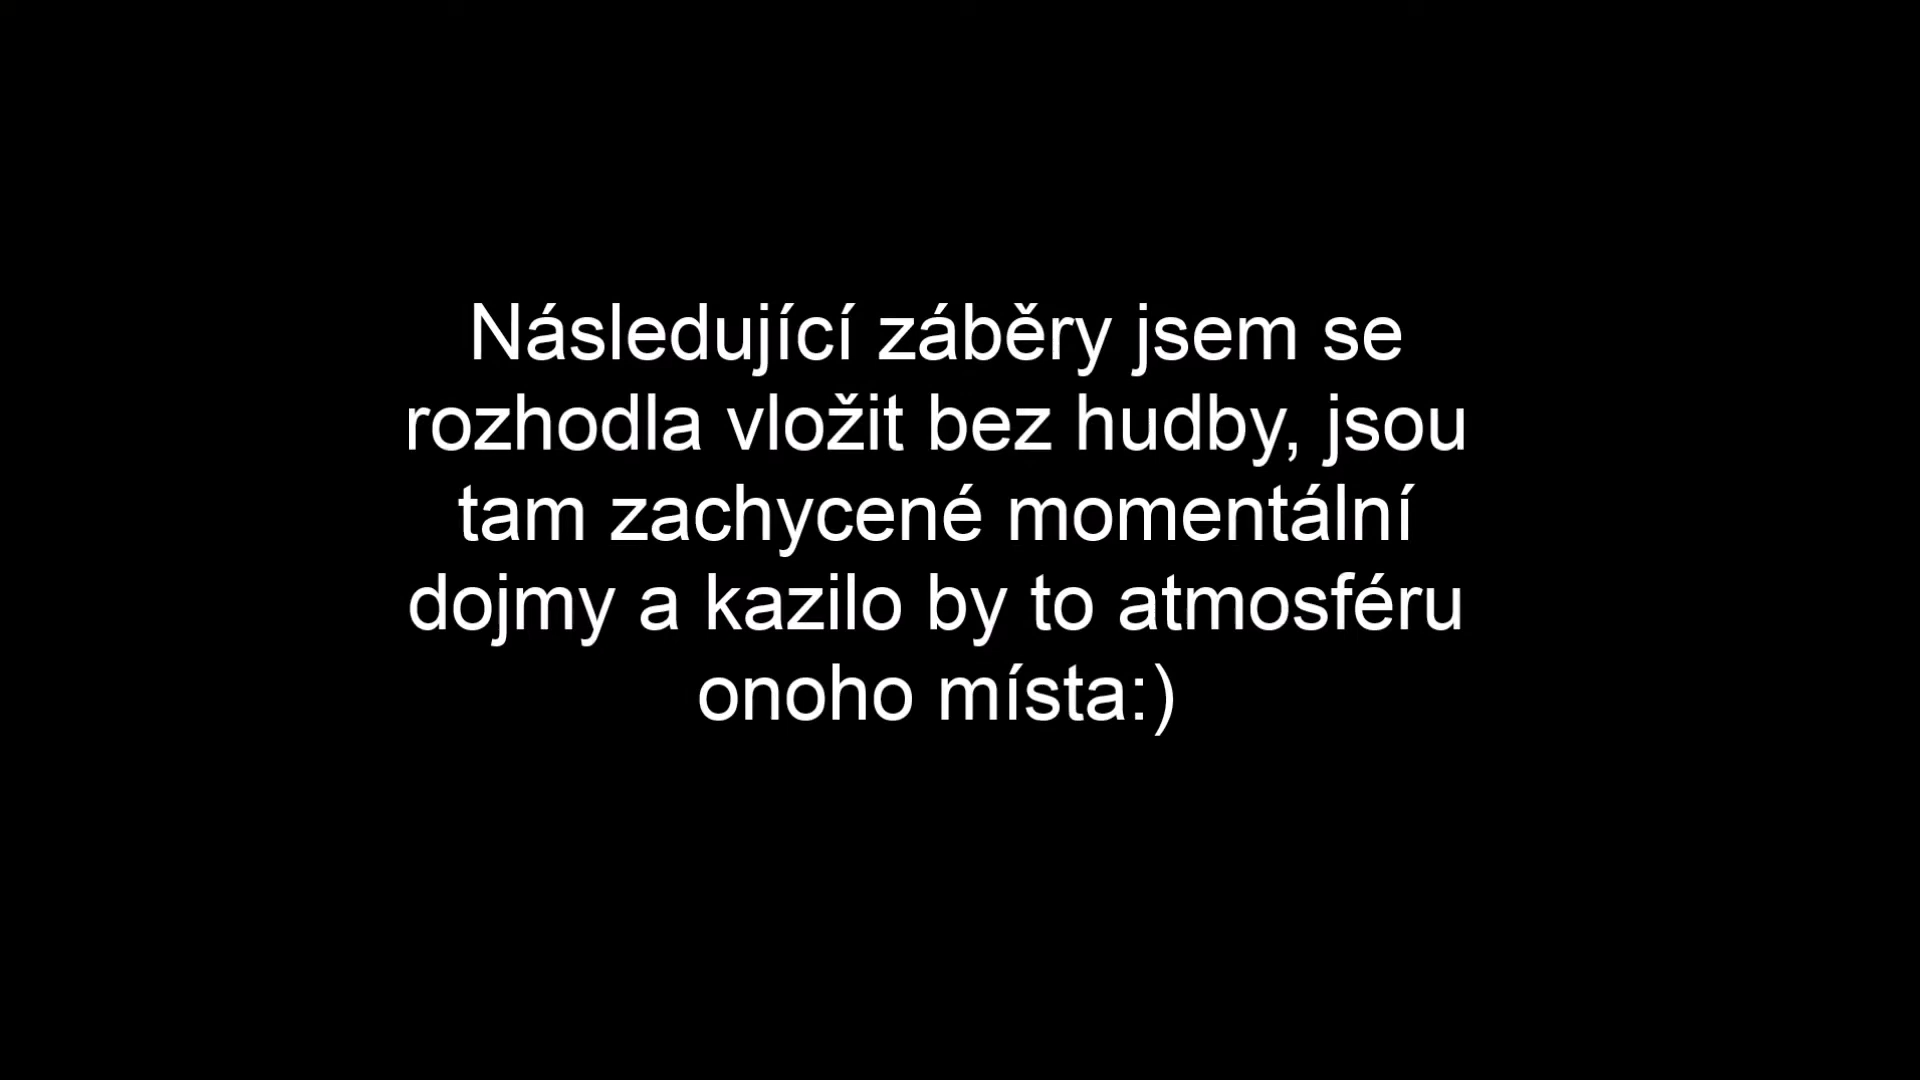 Následující záběry jsem se
rozhodla vložit bez hudby, jsou
tam zachycené momentální
dojmy a kazilo by to atmosféru
onoho místa:)